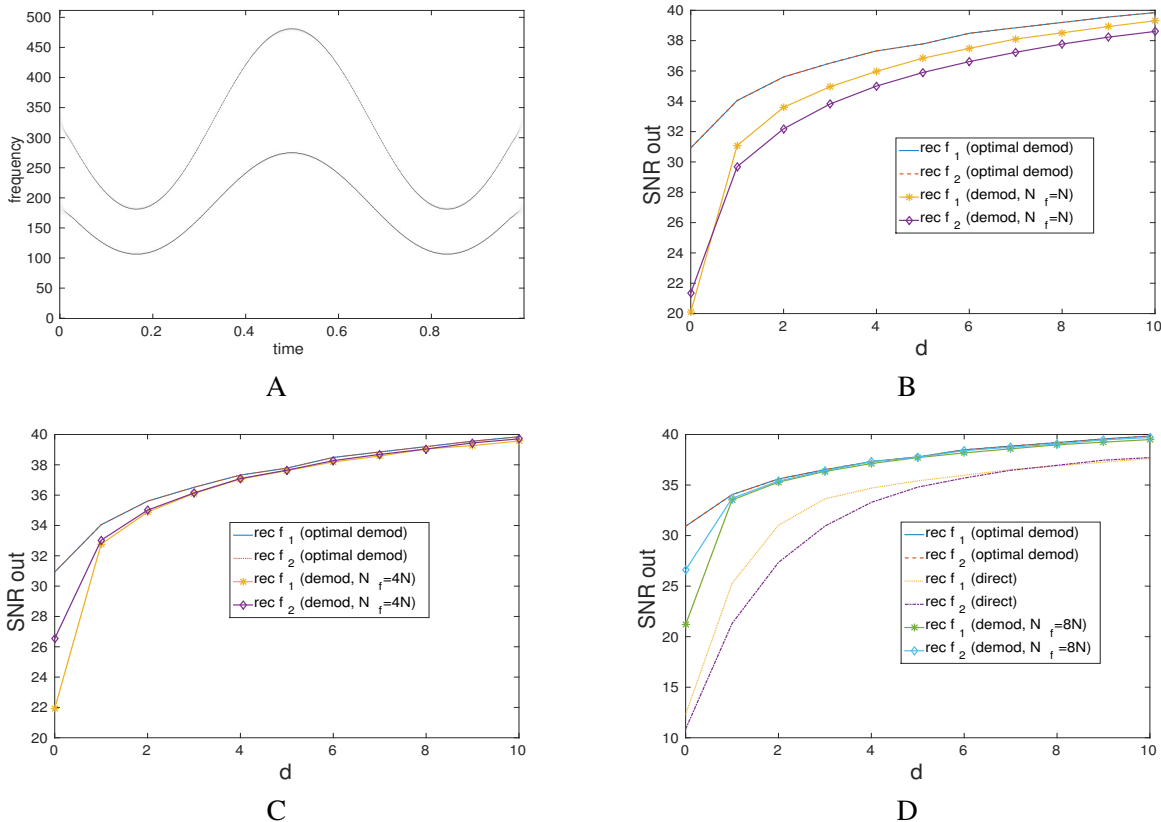 500
450
400
350
300
250
200
150
100
50
0
frequency
0 0.2 0.4 0.6 0.8
time
A
40
38
36
34
32
30
28
26
24
22
20
SNR out
rec f 1 (optimal demod)
rec f 2 (optimal demod)
rec f 1 (demod, N f=N)
rec f 2 (demod, N f=N)
0 2 4 6 8 10
d
B
40
38
36
34
32
30
28
26
24
22
20
SNR out
rec f 1 (optimal demod)
rec f 2 (optimal demod)
rec f 1 (demod, N f=4N)
rec f 2 (demod, N f=4N)
0 2 4 6 8 10
d
C
40
35
30
25
20
15
10
SNR out
rec f 1 (optimal demod)
rec f 2 (optimal demod)
rec f 1 (direct)
rec f 2 (direct)
rec f 1 (demod, N f=8N)
rec f 2 (demod, N f=8N)
0 2 4 6 8 10
d
D